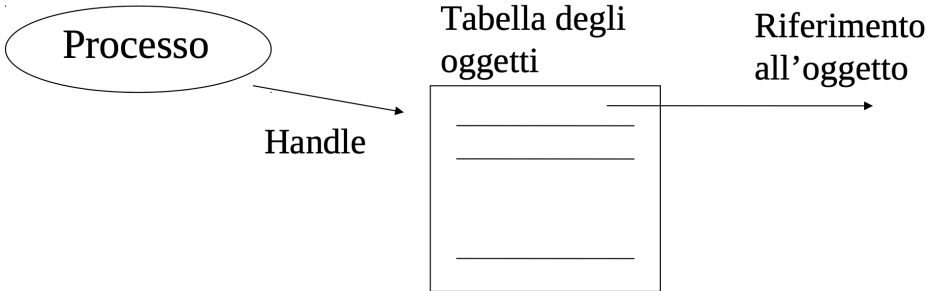 Processo
Handle
Tabella degli
oggetti
Riferimento
all’oggetto